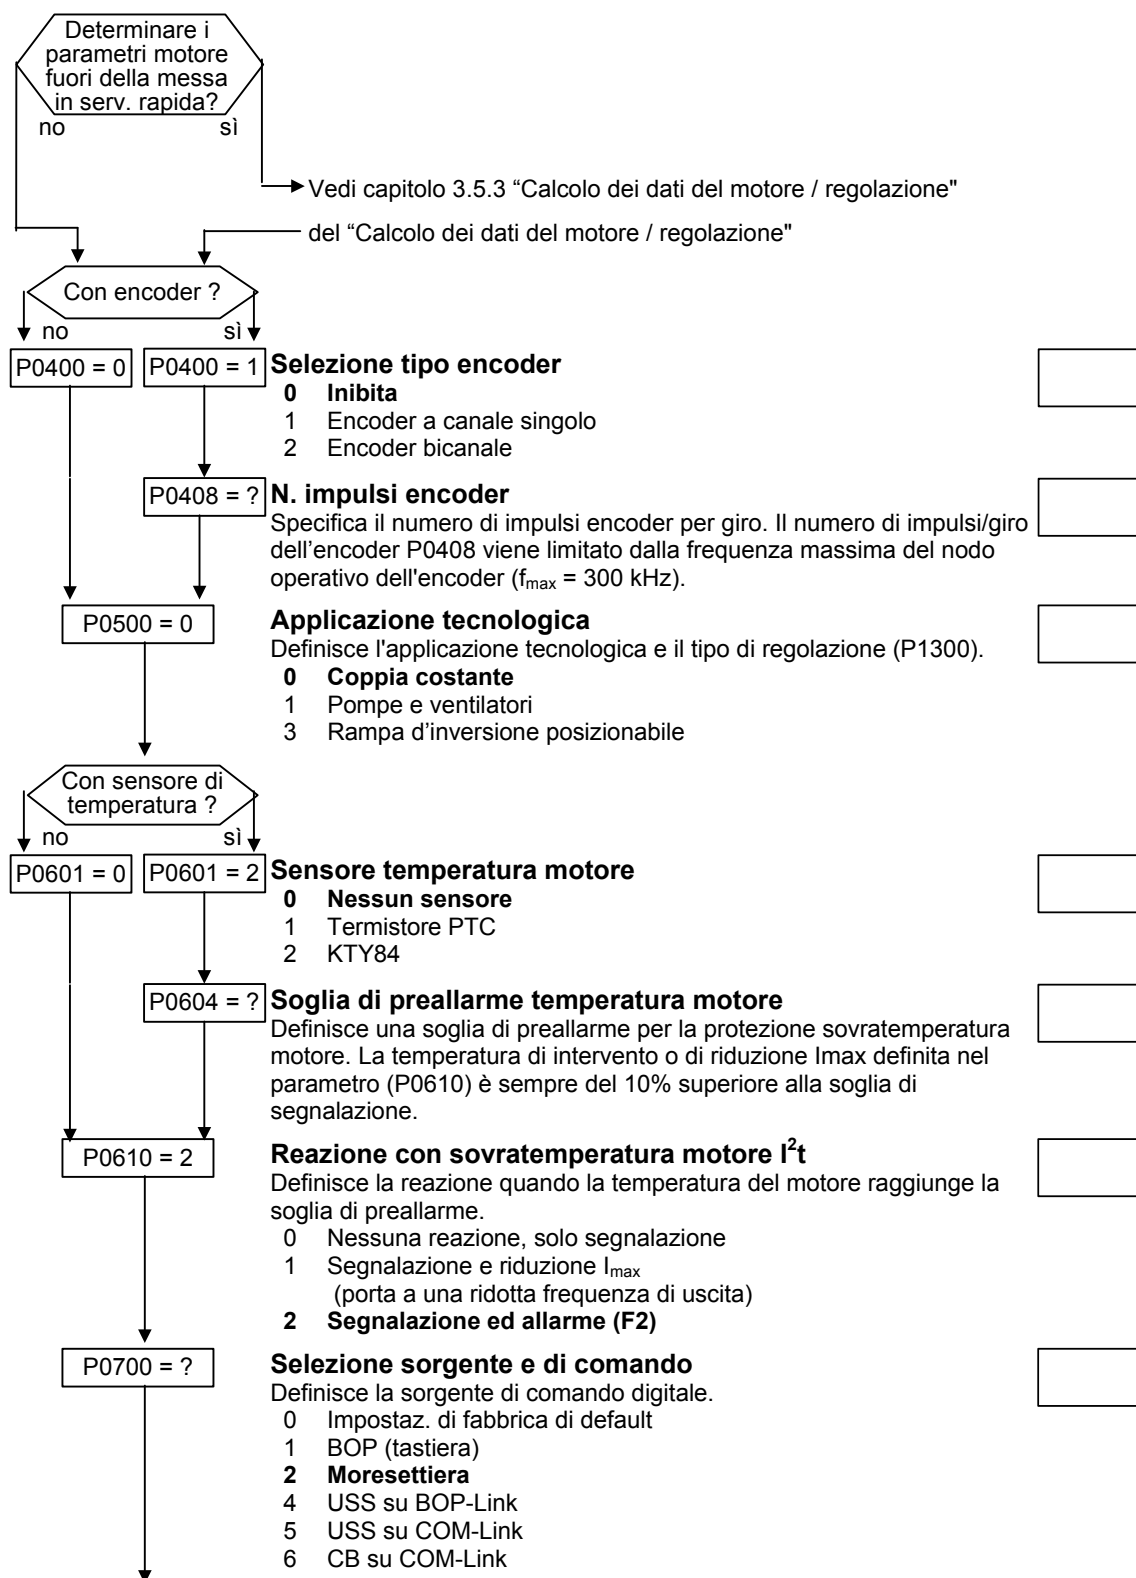 Determinare i
parametri motore
fuori della messa
in serv. rapida?
no sì
Vedi capitolo 3.5.3 “Calcolo dei dati del motore / regolazione"
del “Calcolo dei dati del motore / regolazione"
Con encoder ?
no sì
P0400 = 0 P0400 = 1 Selezione tipo encoder
0 Inibita
1 Encoder a canale singolo
2 Encoder bicanale
P0408 = ? N. impulsi encoder
Specifica il numero di impulsi encoder per giro. Il numero di impulsi/giro
dell’encoder P0408 viene limitato dalla frequenza massima del nodo
operativo dell'encoder (fmax = 300 kHz).
P0500 = 0 Applicazione tecnologica
Definisce l'applicazione tecnologica e il tipo di regolazione (P1300).
0 Coppia costante
1 Pompe e ventilatori
3 Rampa d’inversione posizionabile
Con sensore di
temperatura ?
no sì
P0601 = 0 P0601 = 2 Sensore temperatura motore
0 Nessun sensore
1 Termistore PTC
2 KTY84
P0604 = ? Soglia di preallarme temperatura motore
Definisce una soglia di preallarme per la protezione sovratemperatura
motore. La temperatura di intervento o di riduzione Imax definita nel
parametro (P0610) è sempre del 10% superiore alla soglia di
segnalazione.
P0610 = 2 Reazione con sovratemperatura motore I²t
Definisce la reazione quando la temperatura del motore raggiunge la
soglia di preallarme.
0 Nessuna reazione, solo segnalazione
1 Segnalazione e riduzione Imax
(porta a una ridotta frequenza di uscita)
2 Segnalazione ed allarme (F2)
P0700 = ? Selezione sorgente e di comando
Definisce la sorgente di comando digitale.
0 Impostaz. di fabbrica di default
1 BOP (tastiera)
2 Moresettiera
4 USS su BOP-Link
5 USS su COM-Link
6 CB su COM-Link